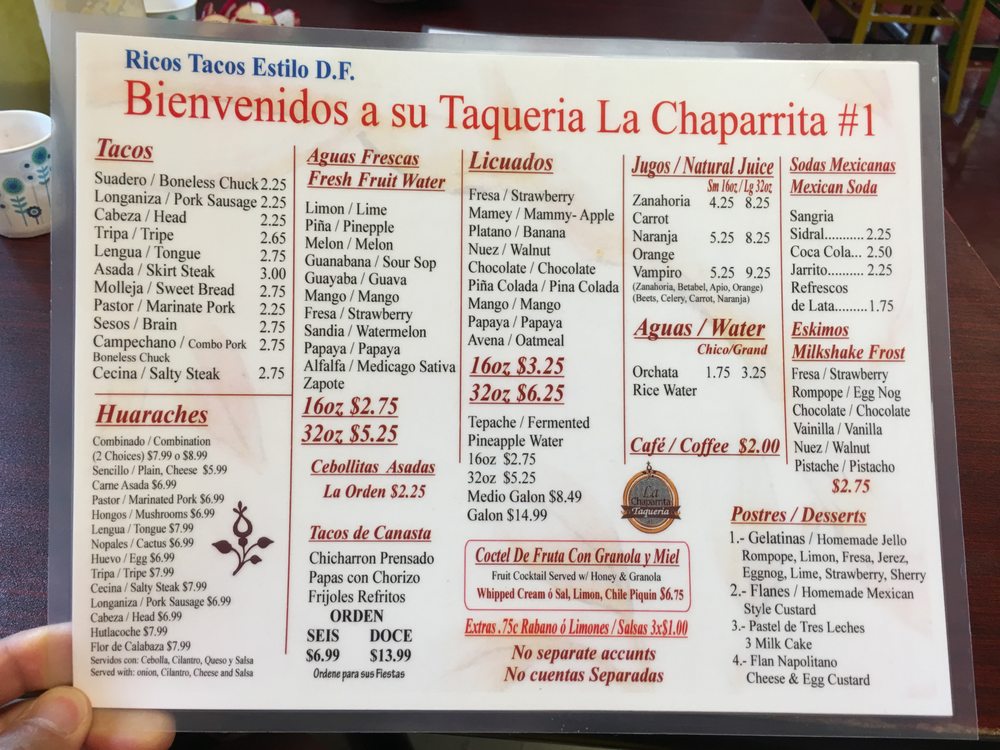 Ricos Tacos Estilo D.F.
Bienvenidos a su Taqueria La Chaparrita #1
Tacos
Suadero / Boneless Chuck 2.25
Longaniza / Pork Sausage 2.25
Cabeza / Head 2.25
Tripa / Tripe 2.65
Lengua / Tongue 2.75
Asada / Skirt Steak 3.00
Molleja / Sweet Bread 2.75
Pastor / Marinate Pork 2.25
Sesos / Brain 2.75
Campechano / Combo Pork 2.75
Boneless Chuck
Cecina / Salty Steak 2.75
Huaraches
Combinado / Combination
(2 Choices) $7.99 o $8.99
Sencillo / Plain, Cheese $5.99
Carne Asada $6.99
Pastor / Marinated Pork $6.99
Hongos / Mushrooms $6.99
Lengua / Tongue $7.99
Nopales / Cactus $6.99
Huevo / Egg $6.99
Tripa / Tripe $7.99
Cecina / Salty Steak $7.99
Longaniza / Pork Sausage $6.99
Cabeza / Head $6.99
Hutlacoche $7.99
Flor de Calabaza $7.99
Servidos con: Cebolla, Cilantro, Queso y Salsa
Served with: onion, Cilantro, Cheese and Salsa
Aguas Frescas
Fresh Fruit Water
Limon / Lime
Piña / Pinepple
Melon / Melon
Guanabana / Sour Sop
Guayaba / Guava
Mango / Mango
Fresa / Strawberry
Sandia / Watermelon
Papaya / Papaya
Alfalfa / Medicago Sativa
Zapote
16oz $2.75
32oz $5.25
Cebollitas Asadas
La Orden $2.25
Tacos de Canasta
Chicharron Prensado
Papas con Chorizo
Frijoles Refritos
ORDEN
SEIS DOCE
$6.99 $13.99
Ordene para sus Fiestas
Licuados
Fresa / Strawberry
Mamey / Mammy- Apple
Platano / Banana
Nuez / Walnut
Chocolate / Chocolate
Piña Colada / Pina Colada
Mango / Mango
Papaya / Papaya
Avena / Oatmeal
16oz $3.25
32oz $6.25
Tepache / Fermented
Pineapple Water
16oz $2.75
32oz $5.25
Medio Galon $8.49
Galon $14.99
Coctel De Fruta Con Granola y Miel
Fruit Cocktail Served w/ Honey & Granola
Whipped Cream ó Sal, Limon, Chile Piquin $6.75
Extras .75c Rabano ó Limones / Salsas 3x$1.00
No separate accunts
No cuentas Separadas
Jugos / Natural Juice
Sm 16oz / Lg 32oz
Zanahoria 4.25 8.25
Carrot
Naranja 5.25 8.25
Orange
Vampiro 5.25 9.25
(Zanahoria, Betabel, Apio, Orange)
(Beets, Celery, Carrot, Naranja)
Aguas / Water
Chico/Grand
Orchata 1.75 3.25
Rice Water
Café / Coffee $2.00
La
Chaparrita
Taqueria
Sodas Mexicanas
Mexican Soda
Sangria
Sidral.......... 2.25
Coca Cola... 2.50
Jarrito.......... 2.25
Refrescos
de Lata.........1.75
Eskimos
Milkshake Frost
Fresa / Strawberry
Rompope / Egg Nog
Chocolate / Chocolate
Vainilla / Vanilla
Nuez / Walnut
Pistache / Pistacho
$2.75
Postres / Desserts
1.- Gelatinas / Homemade Jello
Rompope, Limon, Fresa, Jerez,
Eggnog, Lime, Strawberry, Sherry
2.- Flanes / Homemade Mexican
Style Custard
3.- Pastel de Tres Leches
3 Milk Cake
4.- Flan Napolitano
Cheese & Egg Custard